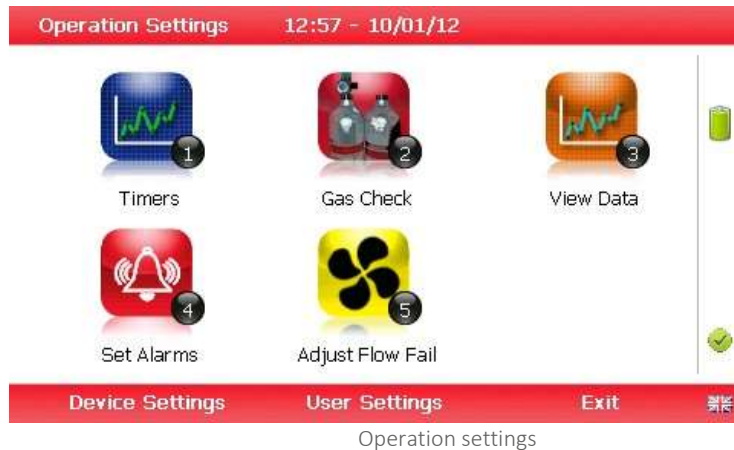 Operation Settings 12:57 - 10/01/12
1 2 3
Timers Gas Check View Data
4 5
Set Alarms Adjust Flow Fail
Device Settings User Settings Exit
Operation settings